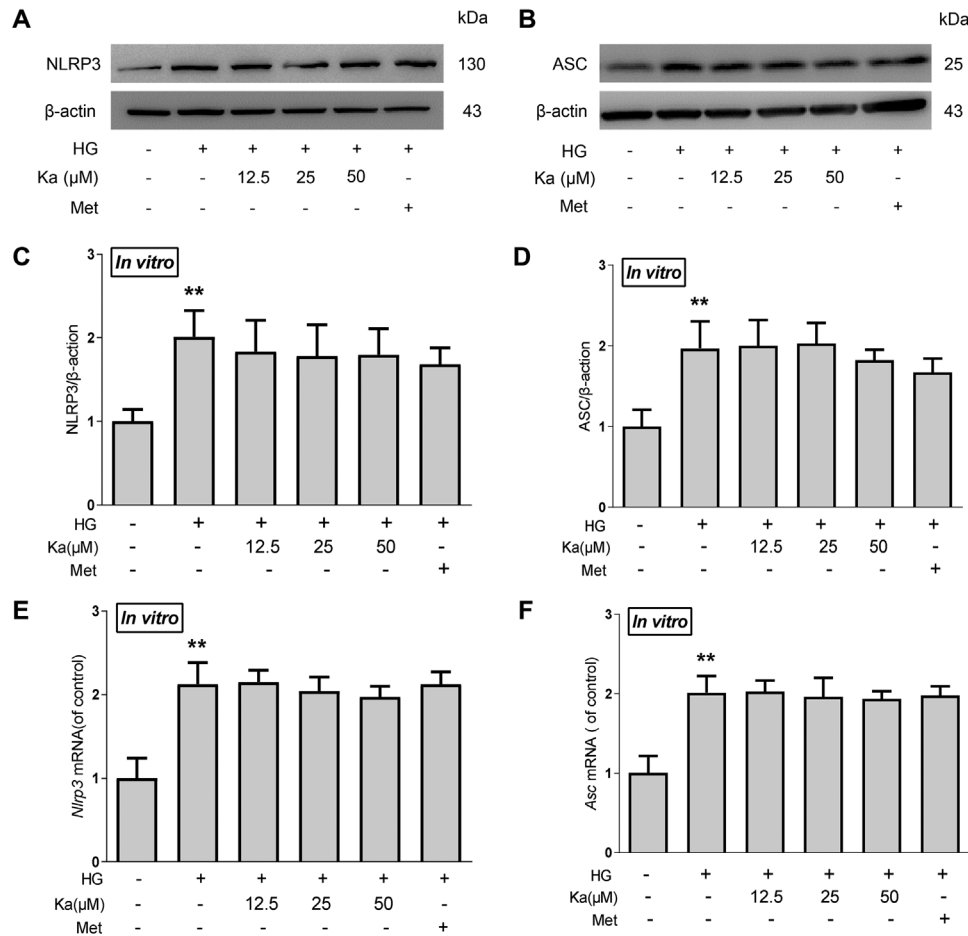 A
kDa
NLRP3
130
β-actin
43
HG - + + + + +
Ka (μM) - - 12.5 25 50 -
Met - - - - - +
B
kDa
ASC
25
β-actin
43
HG - + + + + +
Ka (μM) - - 12.5 25 50 -
Met - - - - - +
C
In vitro
NLRP3/β-action
3
2
1
0
**
HG - + + + + +
Ka(μM) - - 12.5 25 50 -
Met - - - - - +
D
In vitro
ASC/β-action
3
2
1
0
**
HG - + + + + +
Ka(μM) - - 12.5 25 50 -
Met - - - - - +
E
In vitro
Nlrp3 mRNA(of control)
3
2
1
0
**
HG - + + + + +
Ka(μM) - - 12.5 25 50 -
Met - - - - - +
F
In vitro
Asc mRNA ( of control)
3
2
1
0
**
HG - + + + + +
Ka(μM) - - 12.5 25 50 -
Met - - - - - +